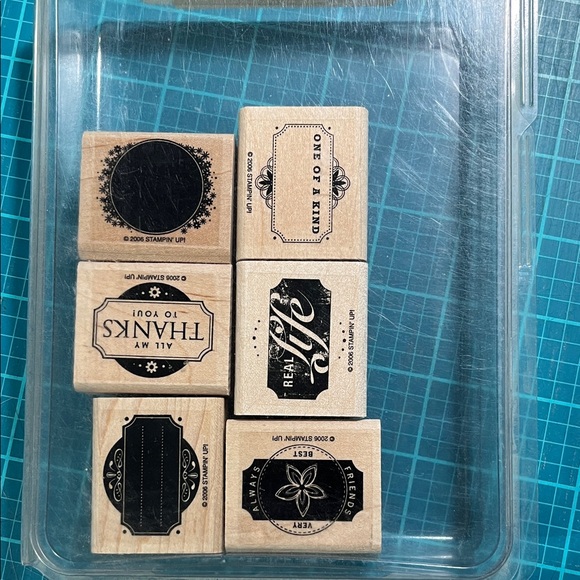 © 2006 STAMPIN' UP!
ONE OF A KIND
© 2006 STAMPIN' UP!
© 2006 STAMPIN' UP!
ALL MY
THANKS
TO YOU!
REAL life
© 2006 STAMPIN' UP!
© 2006 STAMPIN' UP!
© 2006 STAMPIN' UP!
ALWAYS
VERY
BEST
FRIENDS